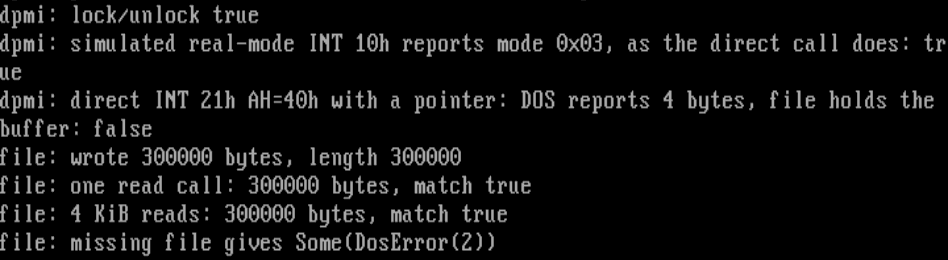 dpmi: lock/unlock true
dpmi: simulated real-mode INT 10h reports mode 0x03, as the direct call does: tr
ue
dpmi: direct INT 21h AH=40h with a pointer: DOS reports 4 bytes, file holds the
buffer: false
file: wrote 300000 bytes, length 300000
file: one read call: 300000 bytes, match true
file: 4 KiB reads: 300000 bytes, match true
file: missing file gives Some(DosError(2))